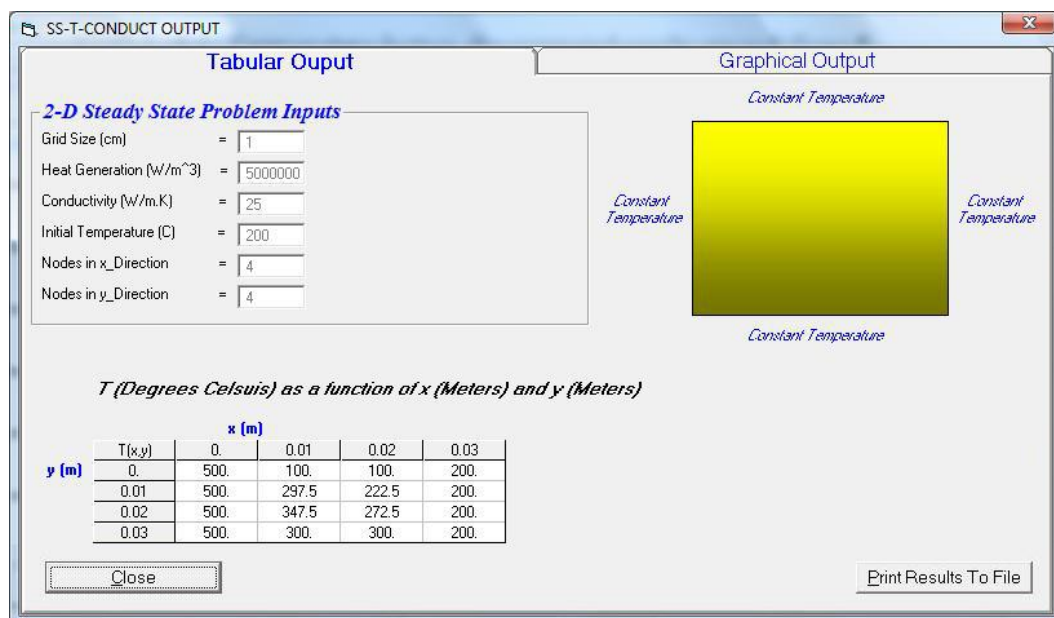 SS-T-CONDUCT OUTPUT
X
Tabular Ouput
Graphical Output
2-D Steady State Problem Inputs
Grid Size (cm) = 1
Heat Generation (W/m^3) = 5000000
Conductivity (W/m.K) = 25
Initial Temperature (C) = 200
Nodes in x_Direction = 4
Nodes in y_Direction = 4
Constant Temperature
Constant
Temperature
Constant
Temperature
Constant Temperature
T (Degrees Celsuis) as a function of x (Meters) and y (Meters)
x (m)
T(x,y) 0. 0.01 0.02 0.03
y (m) 0. 500. 100. 100. 200.
0.01 500. 297.5 222.5 200.
0.02 500. 347.5 272.5 200.
0.03 500. 300. 300. 200.
Close
Print Results To File